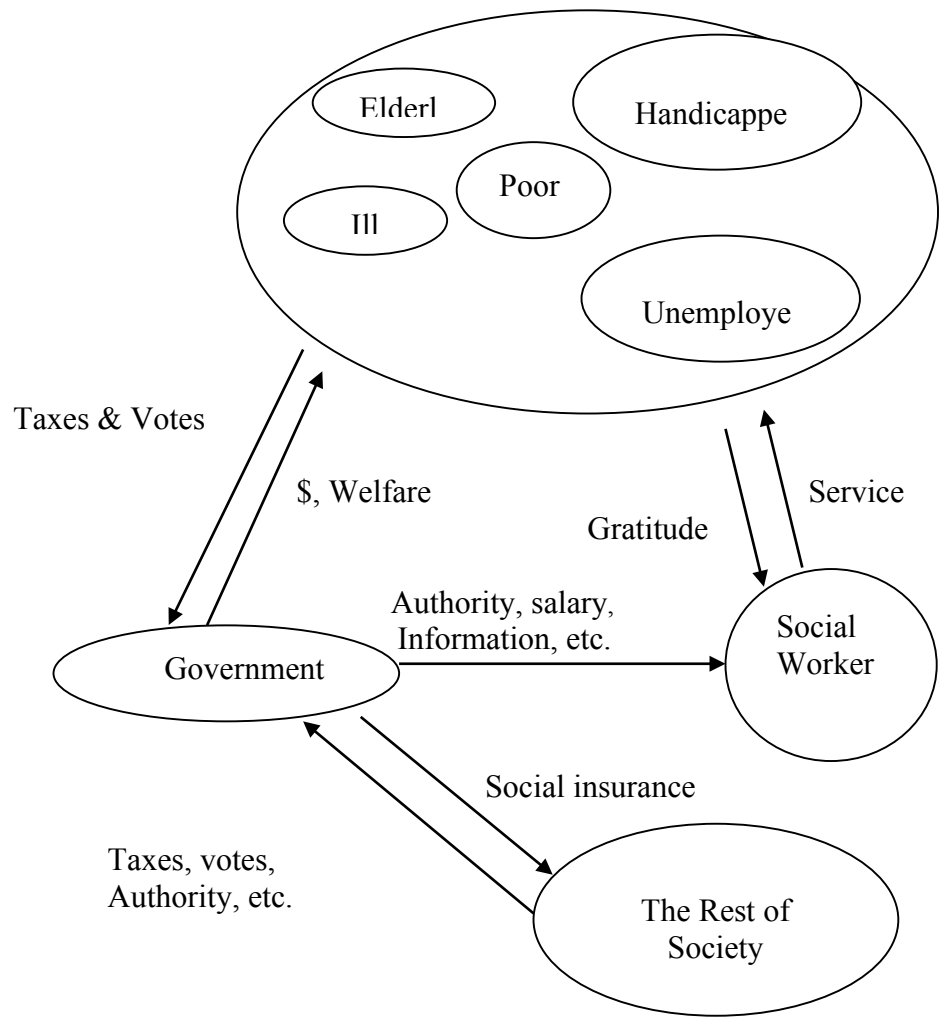 Elderl
Handicappe
Poor
Ill
Unemploye
Taxes & Votes
$, Welfare
Service
Gratitude
Authority, salary,
Information, etc.
Social
Worker
Government
Social insurance
Taxes, votes,
Authority, etc.
The Rest of
Society